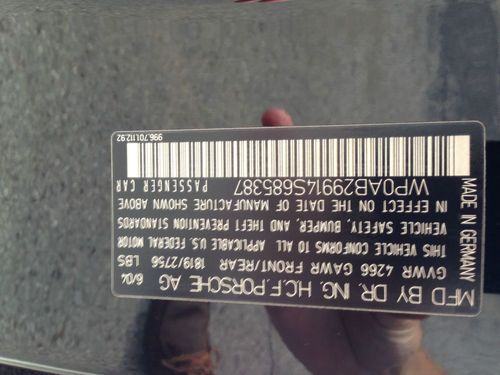 MFD BY DR. ING. H.C.F. PORSCHE AG 6/04
GVWR 4266 GAWR FRONT/REAR 1819/2756 LBS
THIS VEHICLE CONFORMS TO ALL APPLICABLE U.S. FEDERAL MOTOR
VEHICLE SAFETY, BUMPER, AND THEFT PREVENTION STANDARDS
IN EFFECT ON THE DATE OF MANUFACTURE SHOWN ABOVE
MADE IN GERMANY
WP0AB29914S685387 PASSENGER CAR
996.701.112.92